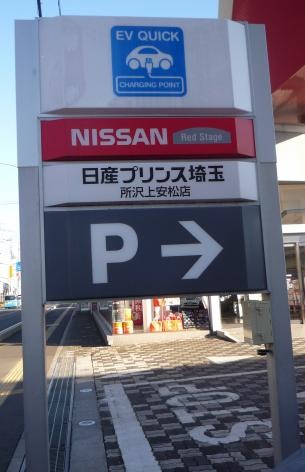 EV QUICK
CHARGING POINT
NISSAN Red Stage
日産プリンス埼玉
所沢上安松店
P →
STOP